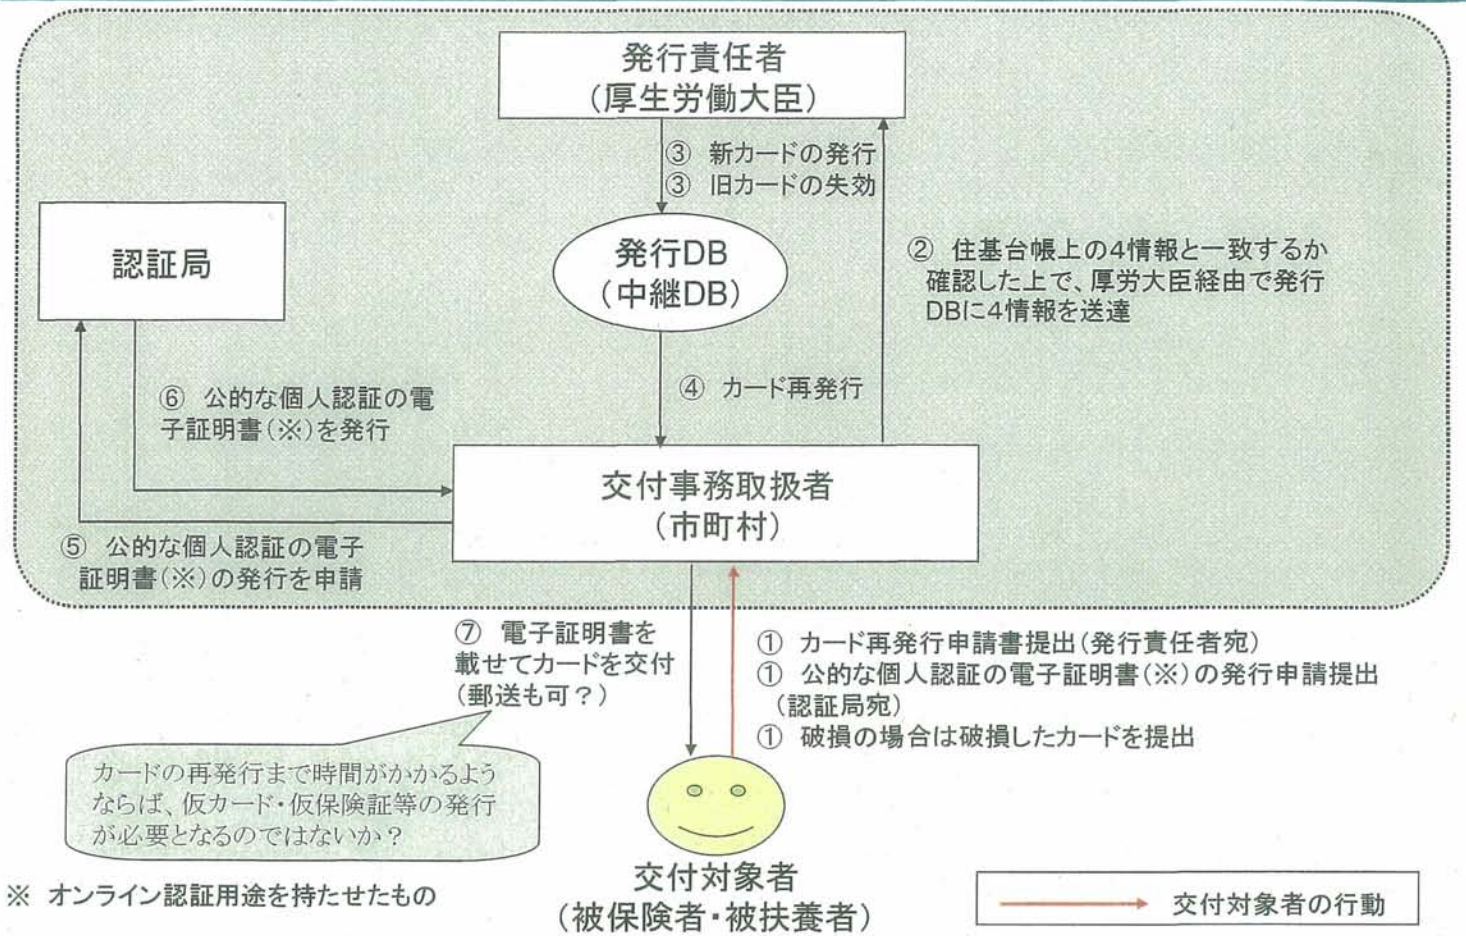 発行責任者
（厚生労働大臣）
③ 新カードの発行
③ 旧カードの失効
認証局
発行DB
（中継DB）
② 住基台帳上の４情報と一致するか
確認した上で、厚労大臣経由で発行
DBに４情報を送達
④ カード再発行
⑥ 公的な個人認証の電
子証明書（※）を発行
交付事務取扱者
（市町村）
⑤ 公的な個人認証の電子
証明書（※）の発行を申請
⑦ 電子証明書を
載せてカードを交付
（郵送も可？）
① カード再発行申請書提出（発行責任者宛）
① 公的な個人認証の電子証明書（※）の発行申請提出
（認証局宛）
① 破損の場合は破損したカードを提出
カードの再発行まで時間がかかるよう
ならば、仮カード・仮保険証等の発行
が必要となるのではないか？
※ オンライン認証用途を持たせたもの
交付対象者
（被保険者・被扶養者）
交付対象者の行動